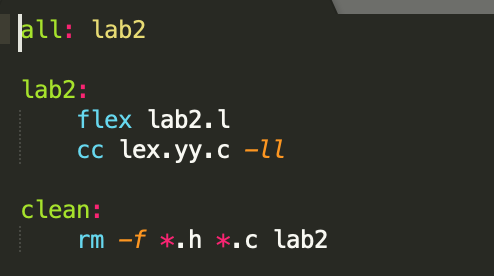 all: lab2
lab2:
flex lab2.l
cc lex.yy.c -ll
clean:
rm -f *.h *.c lab2